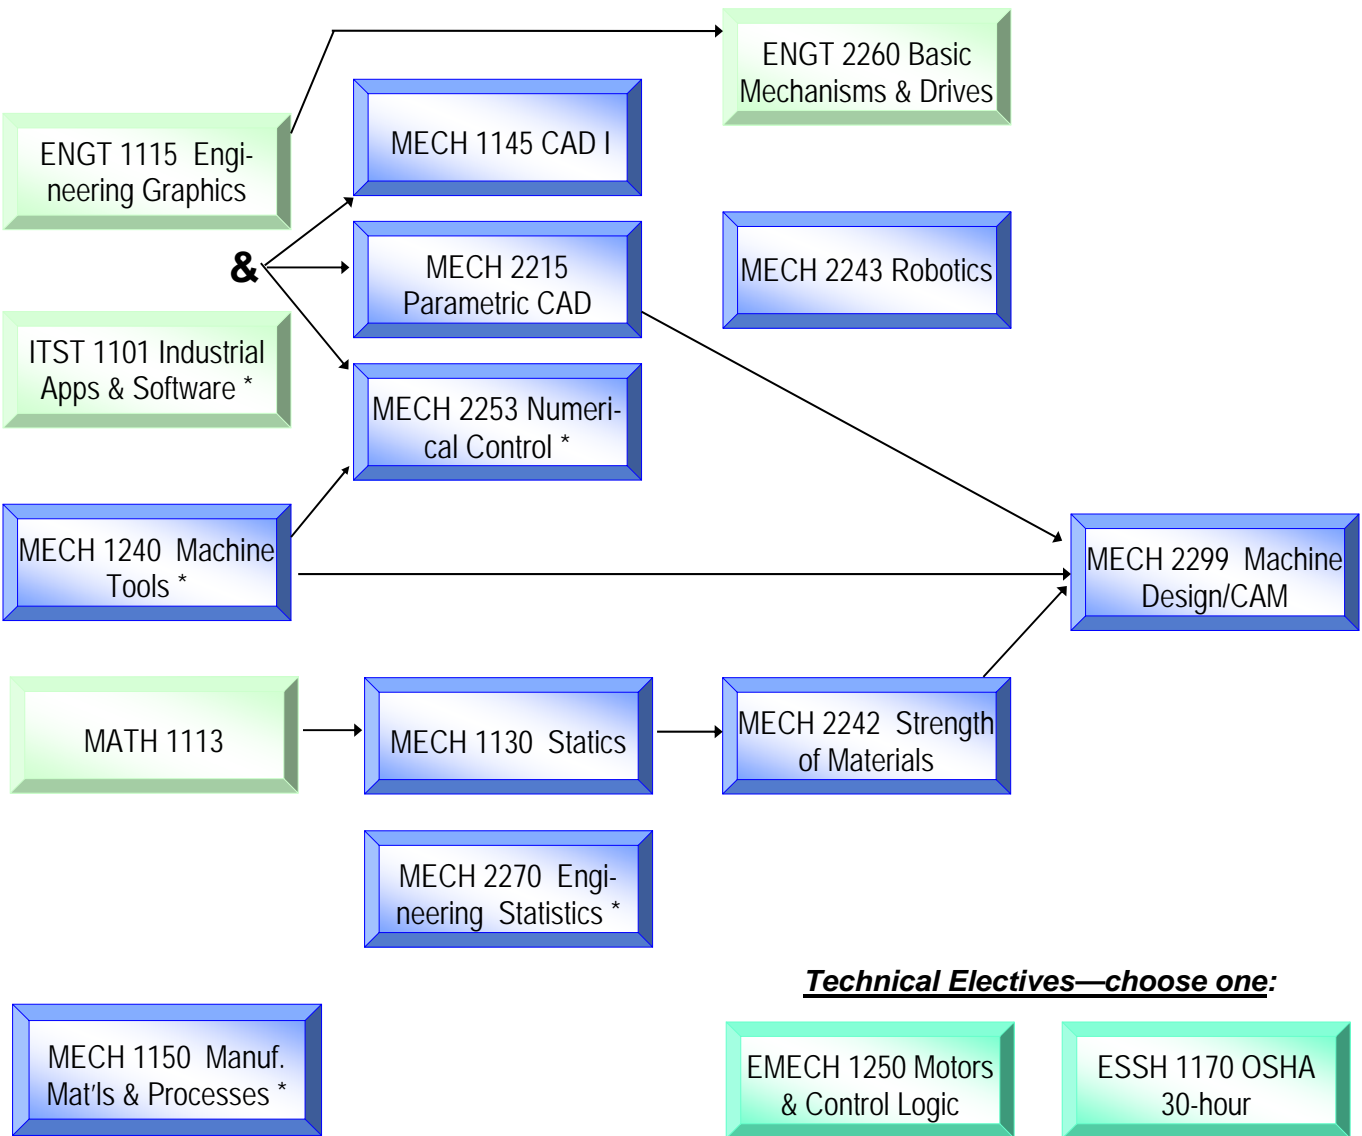 ENGT 2260 Basic
Mechanisms & Drives
MECH 1145 CAD I
ENGT 1115  Engi-
neering Graphics
&
MECH 2215
Parametric CAD
MECH 2243 Robotics
ITST 1101 Industrial
Apps & Software *
MECH 2253 Numeri-
cal Control *
MECH 1240  Machine
Tools *
MECH 2299  Machine
Design/CAM
MATH 1113
MECH 1130  Statics
MECH 2242  Strength
of Materials
MECH 2270  Engi-
neering  Statistics *
Technical Electives—choose one:
MECH 1150  Manuf.
Mat'ls & Processes *
EMECH 1250 Motors
& Control Logic
ESSH 1170 OSHA
30-hour